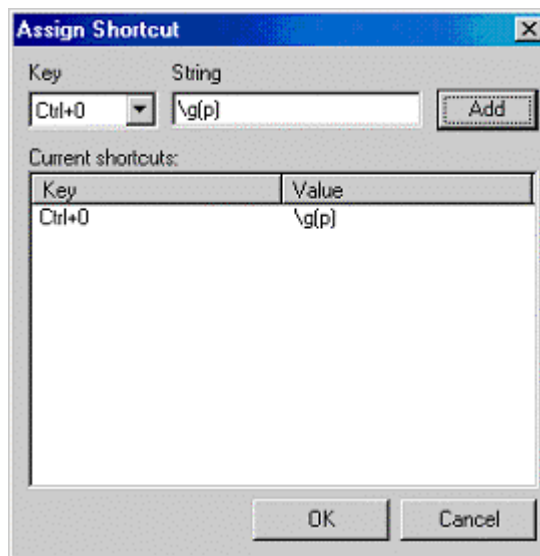 Assign Shortcut
Key String
Ctrl+0 \g(p) Add
Current shortcuts:
Key Value
Ctrl+0 \g(p)
OK Cancel